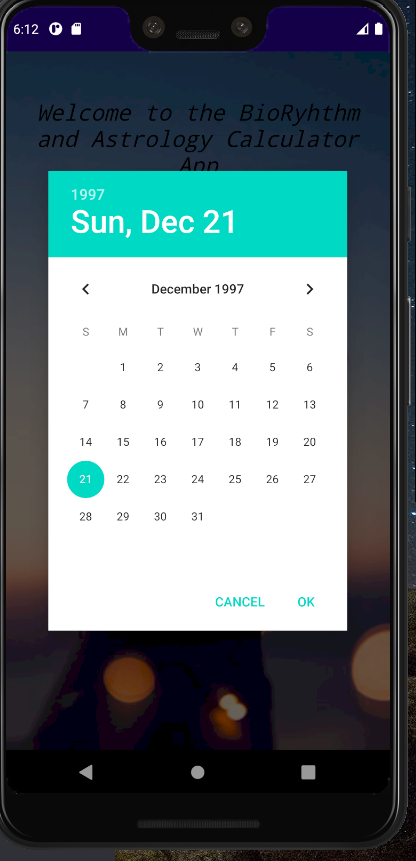 6:12
Welcome to the BioRyhthm
and Astrology Calculator
App
1997
Sun, Dec 21
December 1997
S M T W T F S
1 2 3 4 5 6
7 8 9 10 11 12 13
14 15 16 17 18 19 20
21 22 23 24 25 26 27
28 29 30 31
CANCEL OK